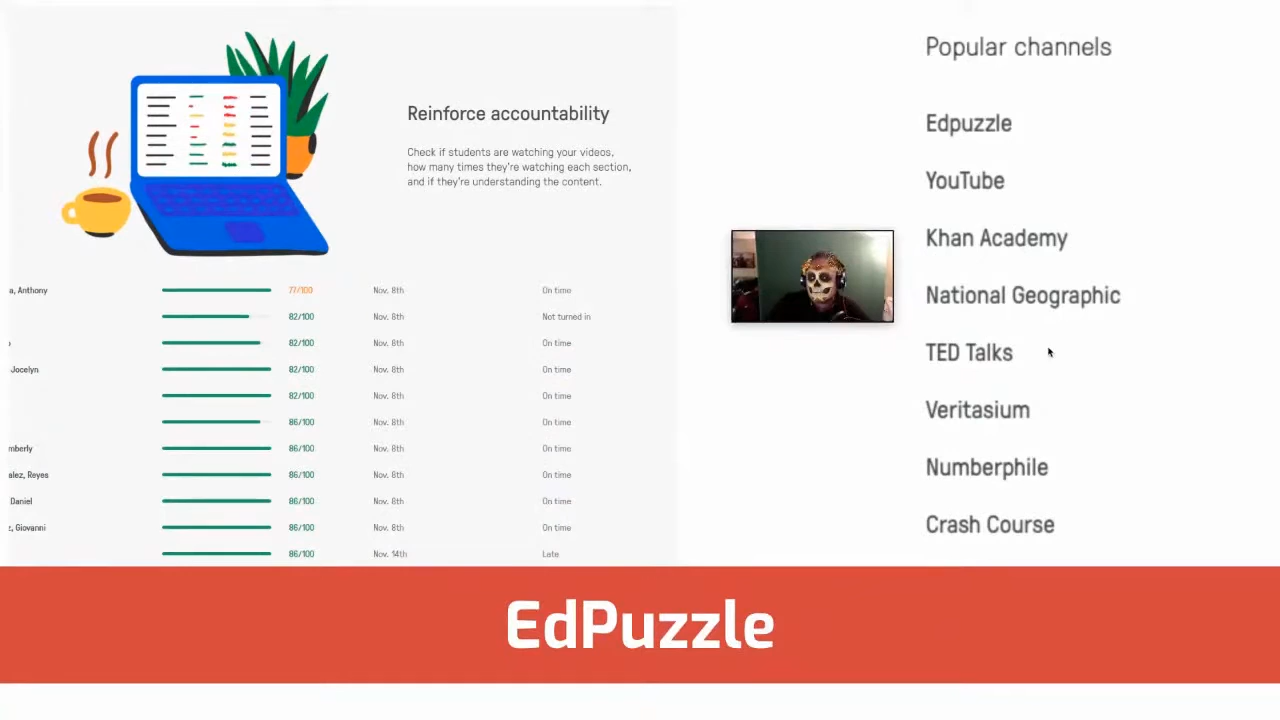 Reinforce accountability
Check if students are watching your videos,
how many times they're watching each section,
and if they're understanding the content.
a, Anthony 77/100 Nov. 8th On time
82/100 Nov. 8th Not turned in
82/100 Nov. 8th On time
Jocelyn 82/100 Nov. 8th On time
82/100 Nov. 8th On time
86/100 Nov. 8th On time
mberly 86/100 Nov. 8th On time
alez, Reyes 86/100 Nov. 8th On time
Daniel 86/100 Nov. 8th On time
z, Giovanni 86/100 Nov. 8th On time
86/100 Nov. 14th Late
Popular channels
Edpuzzle
YouTube
Khan Academy
National Geographic
TED Talks
Veritasium
Numberphile
Crash Course
EdPuzzle